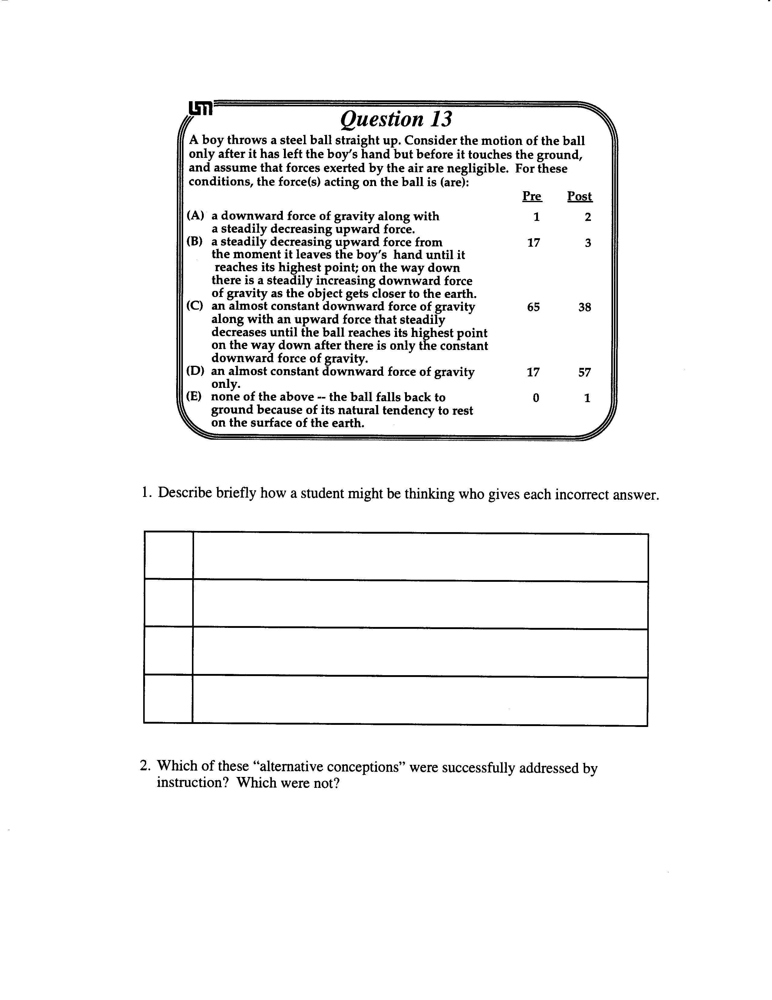 Question 13
A boy throws a steel ball straight up. Consider the motion of the ball
only after it has left the boy's hand but before it touches the ground,
and assume that forces exerted by the air are negligible. For these
conditions, the force(s) acting on the ball is (are):
Pre Post
(A) a downward force of gravity along with 1 2
a steadily decreasing upward force.
(B) a steadily decreasing upward force from 17 3
the moment it leaves the boy's hand until it
reaches its highest point; on the way down
there is a steadily increasing downward force
of gravity as the object gets closer to the earth.
(C) an almost constant downward force of gravity 65 38
along with an upward force that steadily
decreases until the ball reaches its highest point
on the way down after there is only the constant
downward force of gravity.
(D) an almost constant downward force of gravity 17 57
only.
(E) none of the above -- the ball falls back to 0 1
ground because of its natural tendency to rest
on the surface of the earth.
1. Describe briefly how a student might be thinking who gives each incorrect answer.
2. Which of these “alternative conceptions” were successfully addressed by
instruction? Which were not?